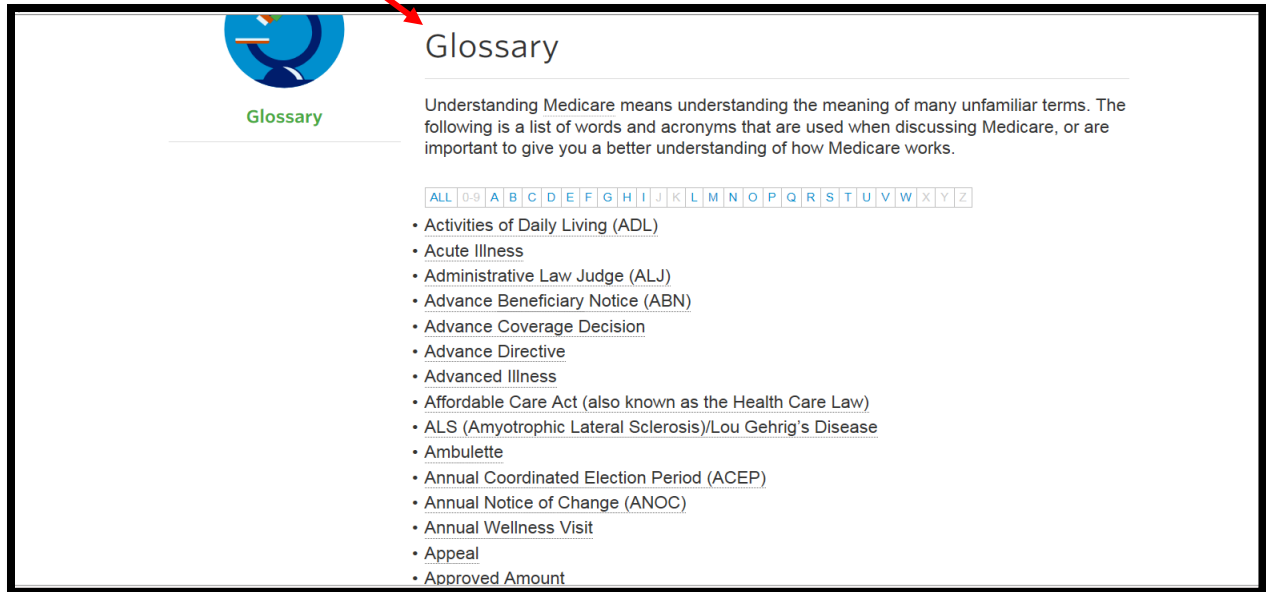 Glossary
Glossary
Understanding Medicare means understanding the meaning of many unfamiliar terms. The
following is a list of words and acronyms that are used when discussing Medicare, or are
important to give you a better understanding of how Medicare works.
ALL 0-9 A B C D E F G H I J K L M N O P Q R S T U V W X Y Z
• Activities of Daily Living (ADL)
• Acute Illness
• Administrative Law Judge (ALJ)
• Advance Beneficiary Notice (ABN)
• Advance Coverage Decision
• Advance Directive
• Advanced Illness
• Affordable Care Act (also known as the Health Care Law)
• ALS (Amyotrophic Lateral Sclerosis)/Lou Gehrig’s Disease
• Ambulette
• Annual Coordinated Election Period (ACEP)
• Annual Notice of Change (ANOC)
• Annual Wellness Visit
• Appeal
• Approved Amount